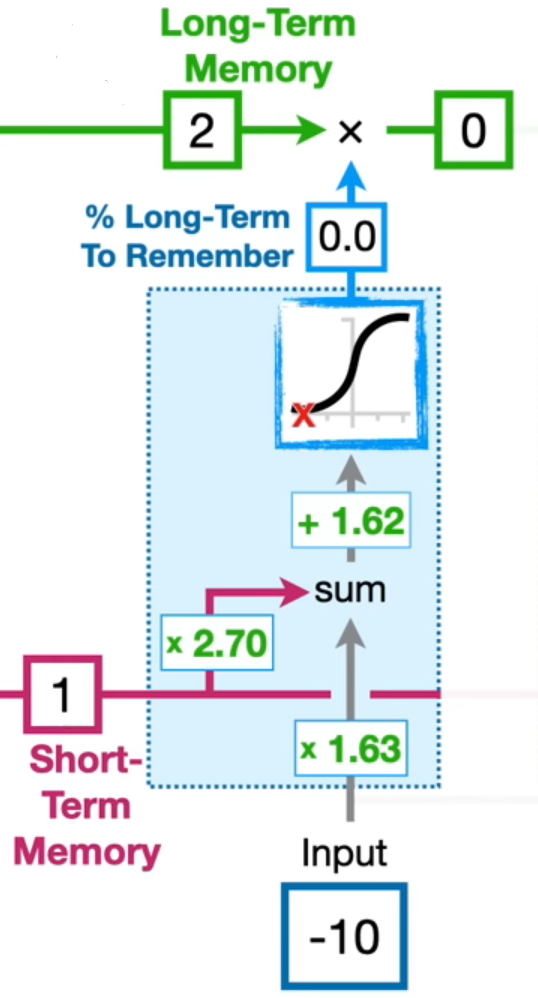 Long-Term
Memory
2
×
0
% Long-Term
To Remember
0.0
X
+ 1.62
sum
x 2.70
1
x 1.63
Short-
Term
Memory
Input
-10